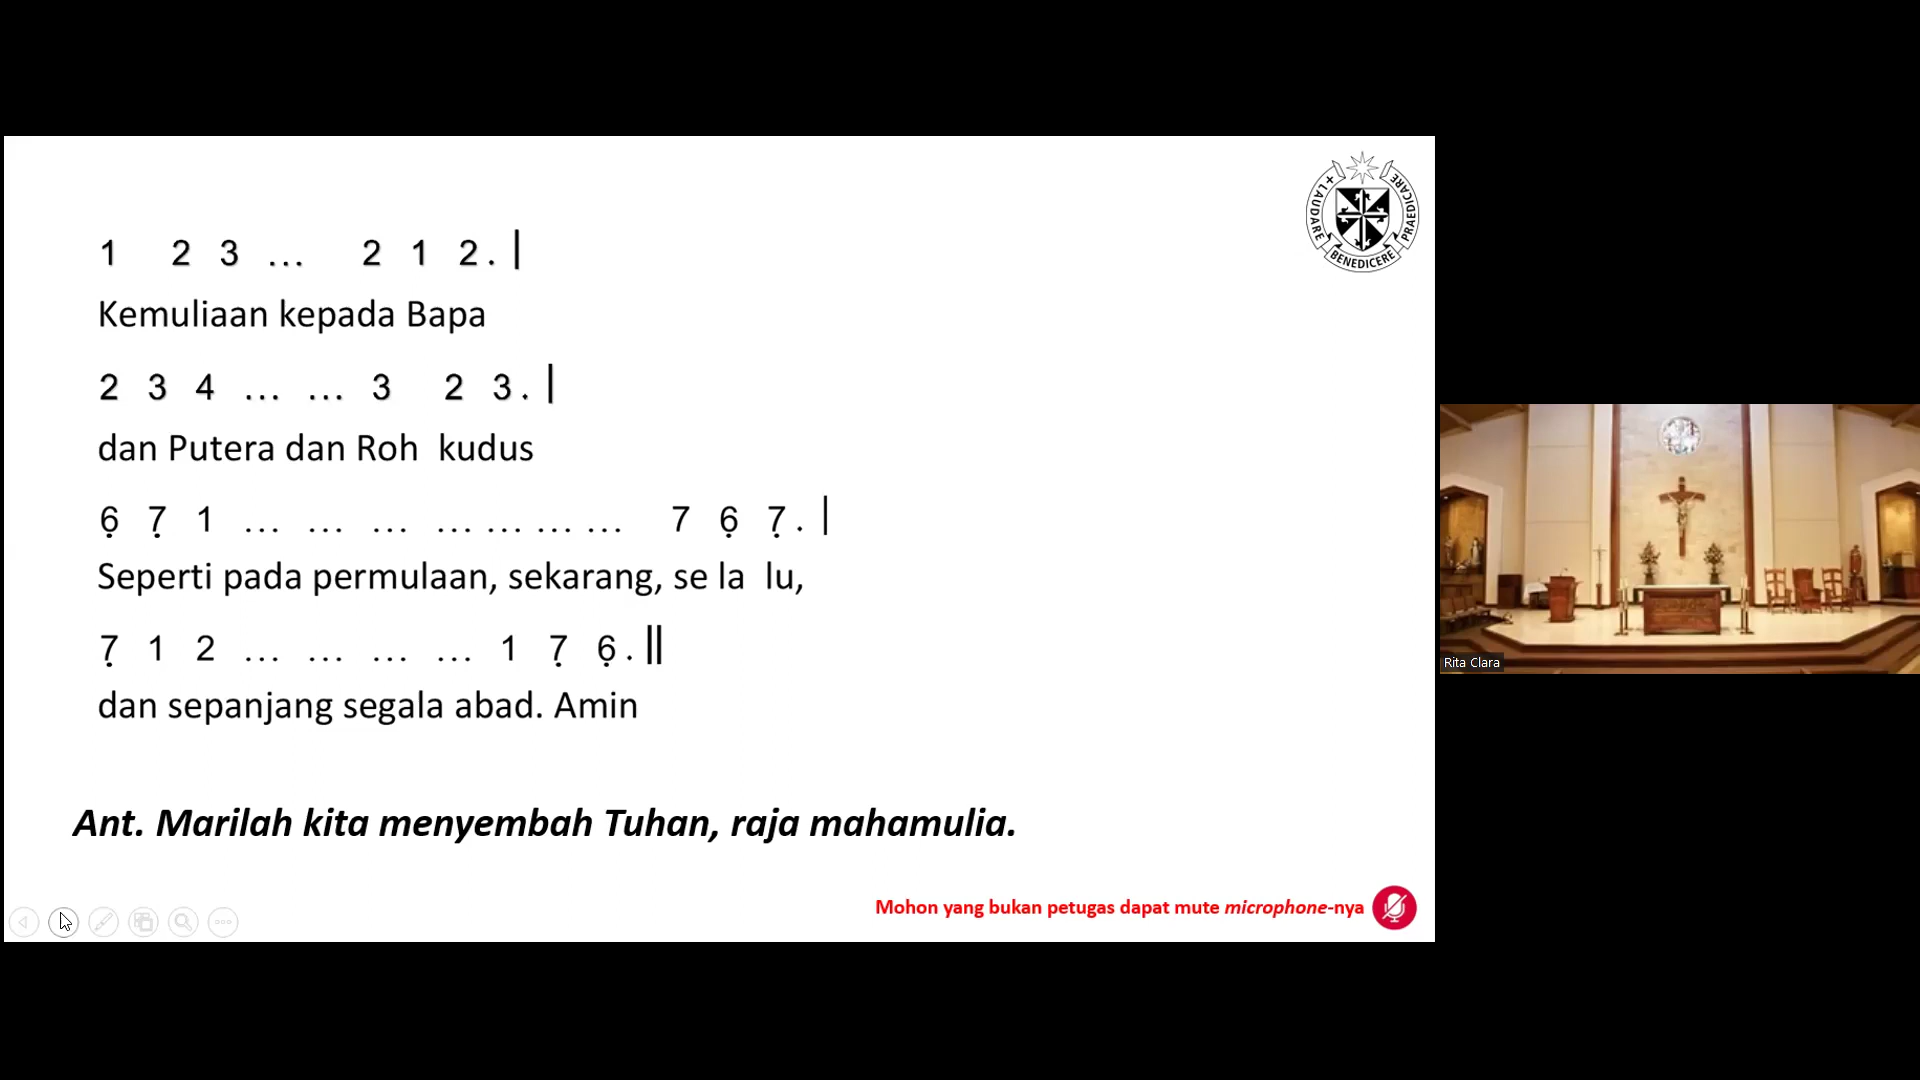 1 2 3 ... 2 1 2 . |
Kemuliaan kepada Bapa
2 3 4 ... ... 3 2 3 . |
dan Putera dan Roh kudus
6̣ 7̣ 1 ... ... ... ... ... ... ... 7 6̣ 7̣ . |
Seperti pada permulaan, sekarang, se la lu,
7̣ 1 2 ... ... ... ... 1 7̣ 6̣ . ||
dan sepanjang segala abad. Amin
Ant. Marilah kita menyembah Tuhan, raja mahamulia.
Mohon yang bukan petugas dapat mute microphone-nya
+ LAUDARE BENEDICERE PRAEDICARE
Rita Clara